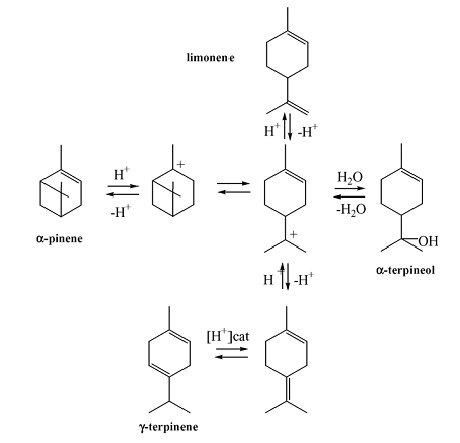 limonene
H+ -H+
H+
-H+
+
H2O
-H2O
+
OH
α-pinene
α-terpineol
H+ -H+
[H+]cat
γ-terpinene